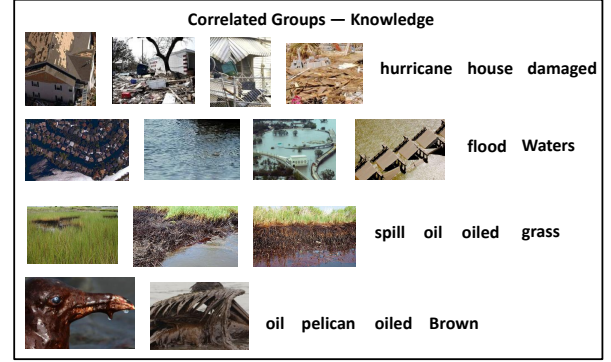 Correlated Groups — Knowledge
hurricane house damaged
flood Waters
spill oil oiled grass
oil pelican oiled Brown